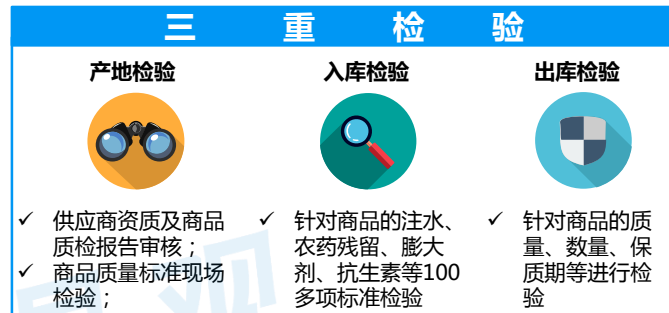 三重检验
产地检验
入库检验
出库检验
✓ 供应商资质及商品
质检报告审核；
✓ 商品质量标准现场
检验；
✓ 针对商品的注水、
农药残留、膨大
剂、抗生素等100
多项标准检验
✓ 针对商品的质
量、数量、保
质期等进行检
验